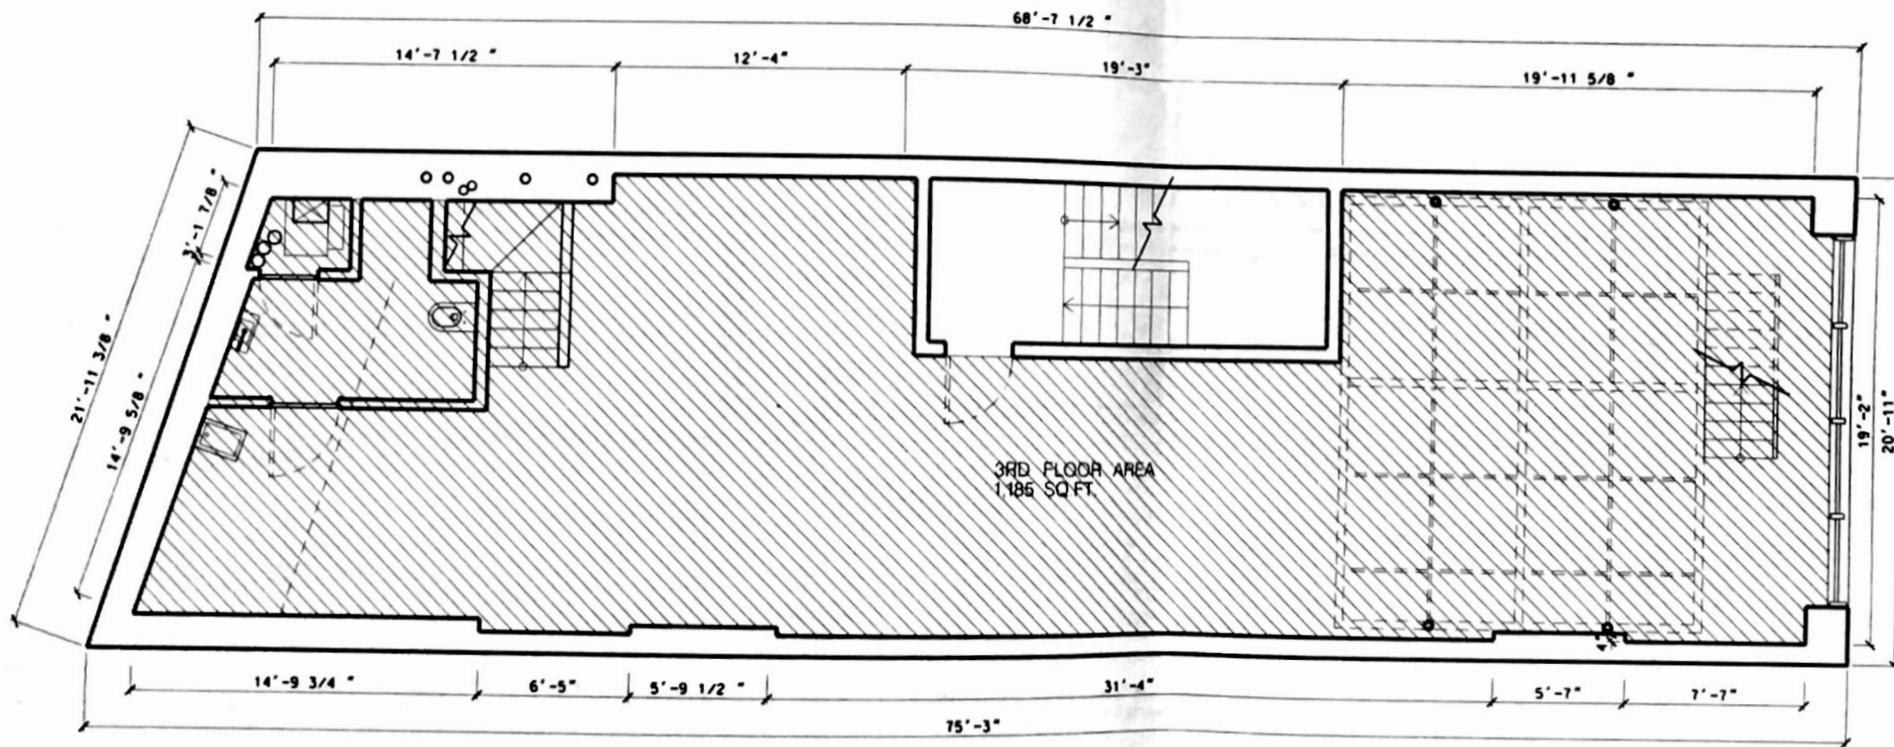 68'-7 1/2 "
14'-7 1/2 "
12'-4"
19'-3"
19'-11 5/8 "
3'-1 7/8 "
21'-11 3/8 "
14'-9 5/8 "
19'-2"
20'-11"
3RD FLOOR AREA
1,185 SQ FT.
4"
14'-9 3/4 "
6'-5"
5'-9 1/2 "
31'-4"
5'-7"
7'-7"
75'-3"